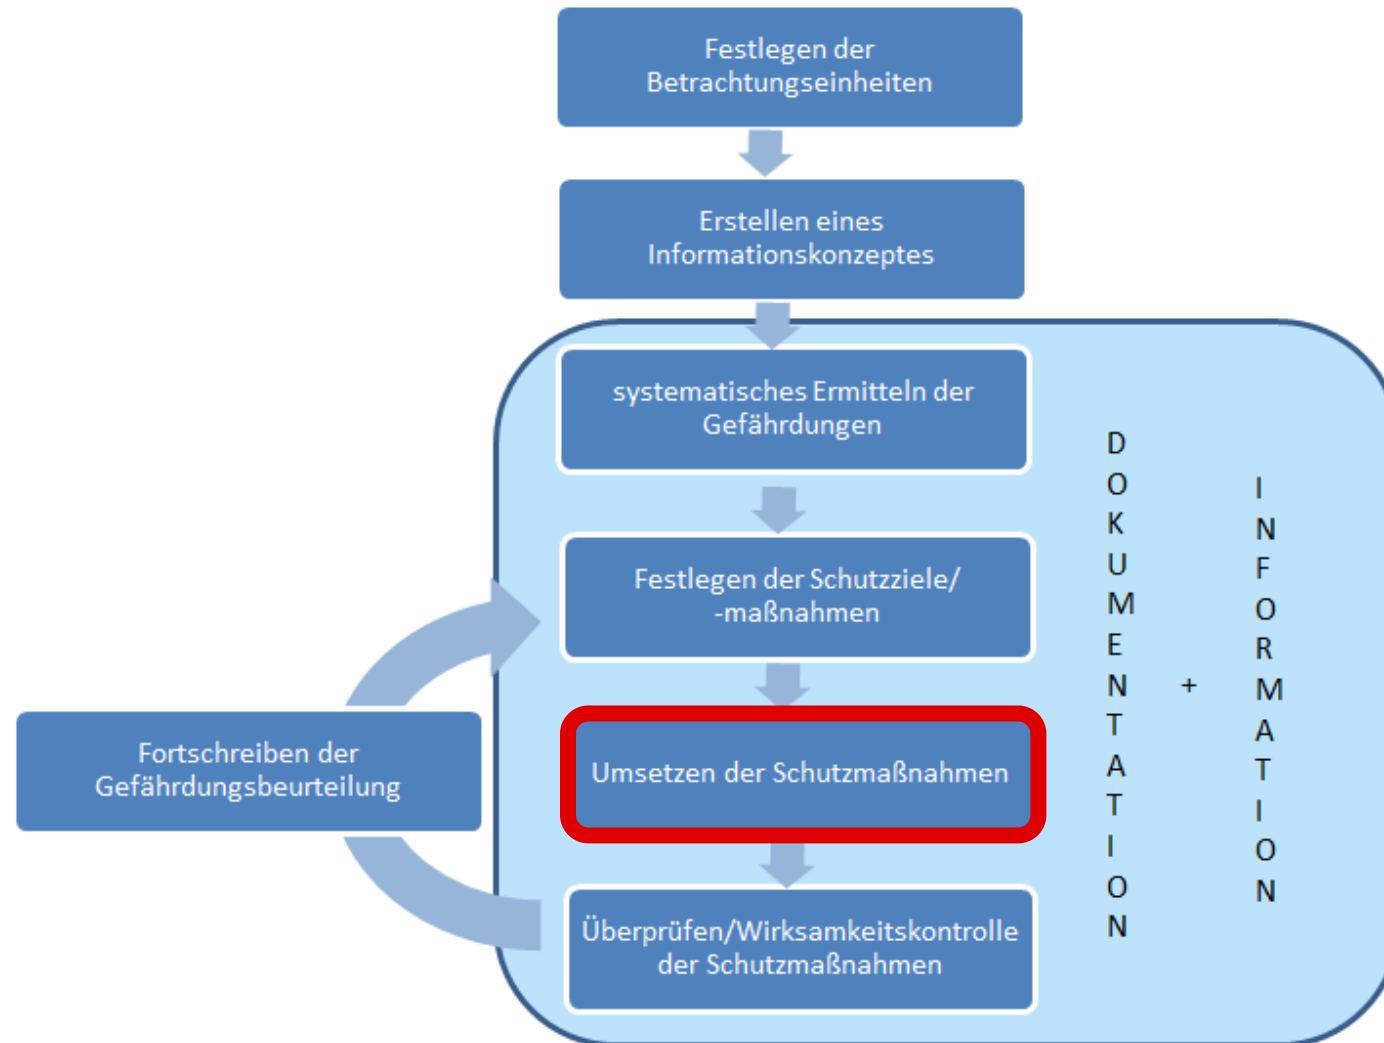 Festlegen der
Betrachtungseinheiten
Erstellen eines
Informationskonzeptes
systematisches Ermitteln der
Gefährdungen
Festlegen der Schutzziele/
-maßnahmen
Umsetzen der Schutzmaßnahmen
Überprüfen/Wirksamkeitskontrolle
der Schutzmaßnahmen
Fortschreiben der
Gefährdungsbeurteilung
DOKUMENTATION
+
INFORMATION